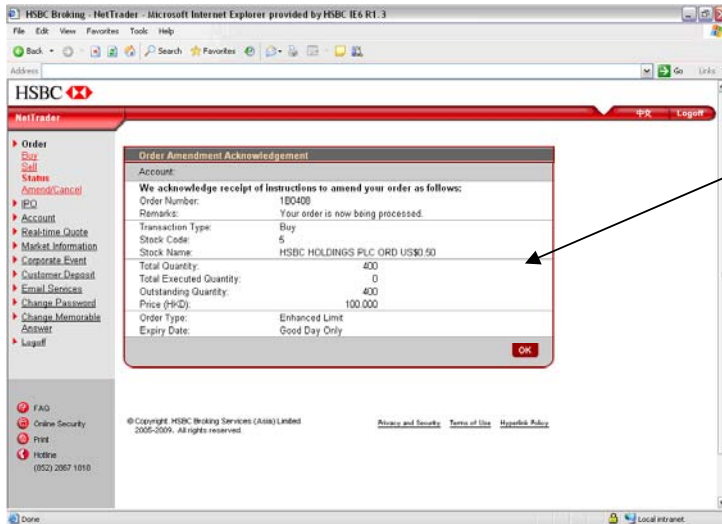 HSBC Broking - NetTrader - Microsoft Internet Explorer provided by HSBC IE6 R1.3
File Edit View Favorites Tools Help
Back Search Favorites
Address Go Links
HSBC
NetTrader 中文 Logoff
Order
Buy
Sell
Status
Amend/Cancel
IPO
Account
Real-time Quote
Market Information
Corporate Event
Customer Deposit
Email Services
Change Password
Change Memorable
Answer
Logoff
Order Amendment Acknowledgement
Account:
We acknowledge receipt of instructions to amend your order as follows:
Order Number: 1B0408
Remarks: Your order is now being processed.
Transaction Type: Buy
Stock Code: 5
Stock Name: HSBC HOLDINGS PLC ORD US$0.50
Total Quantity: 400
Total Executed Quantity: 0
Outstanding Quantity: 400
Price (HKD): 100.000
Order Type: Enhanced Limit
Expiry Date: Good Day Only
OK
FAQ
Online Security
Print
Hotline
(852) 2867 1010
© Copyright. HSBC Broking Services (Asia) Limited
2005-2009. All rights reserved.
Privacy and Security Terms of Use Hyperlink Policy
Done Local intranet